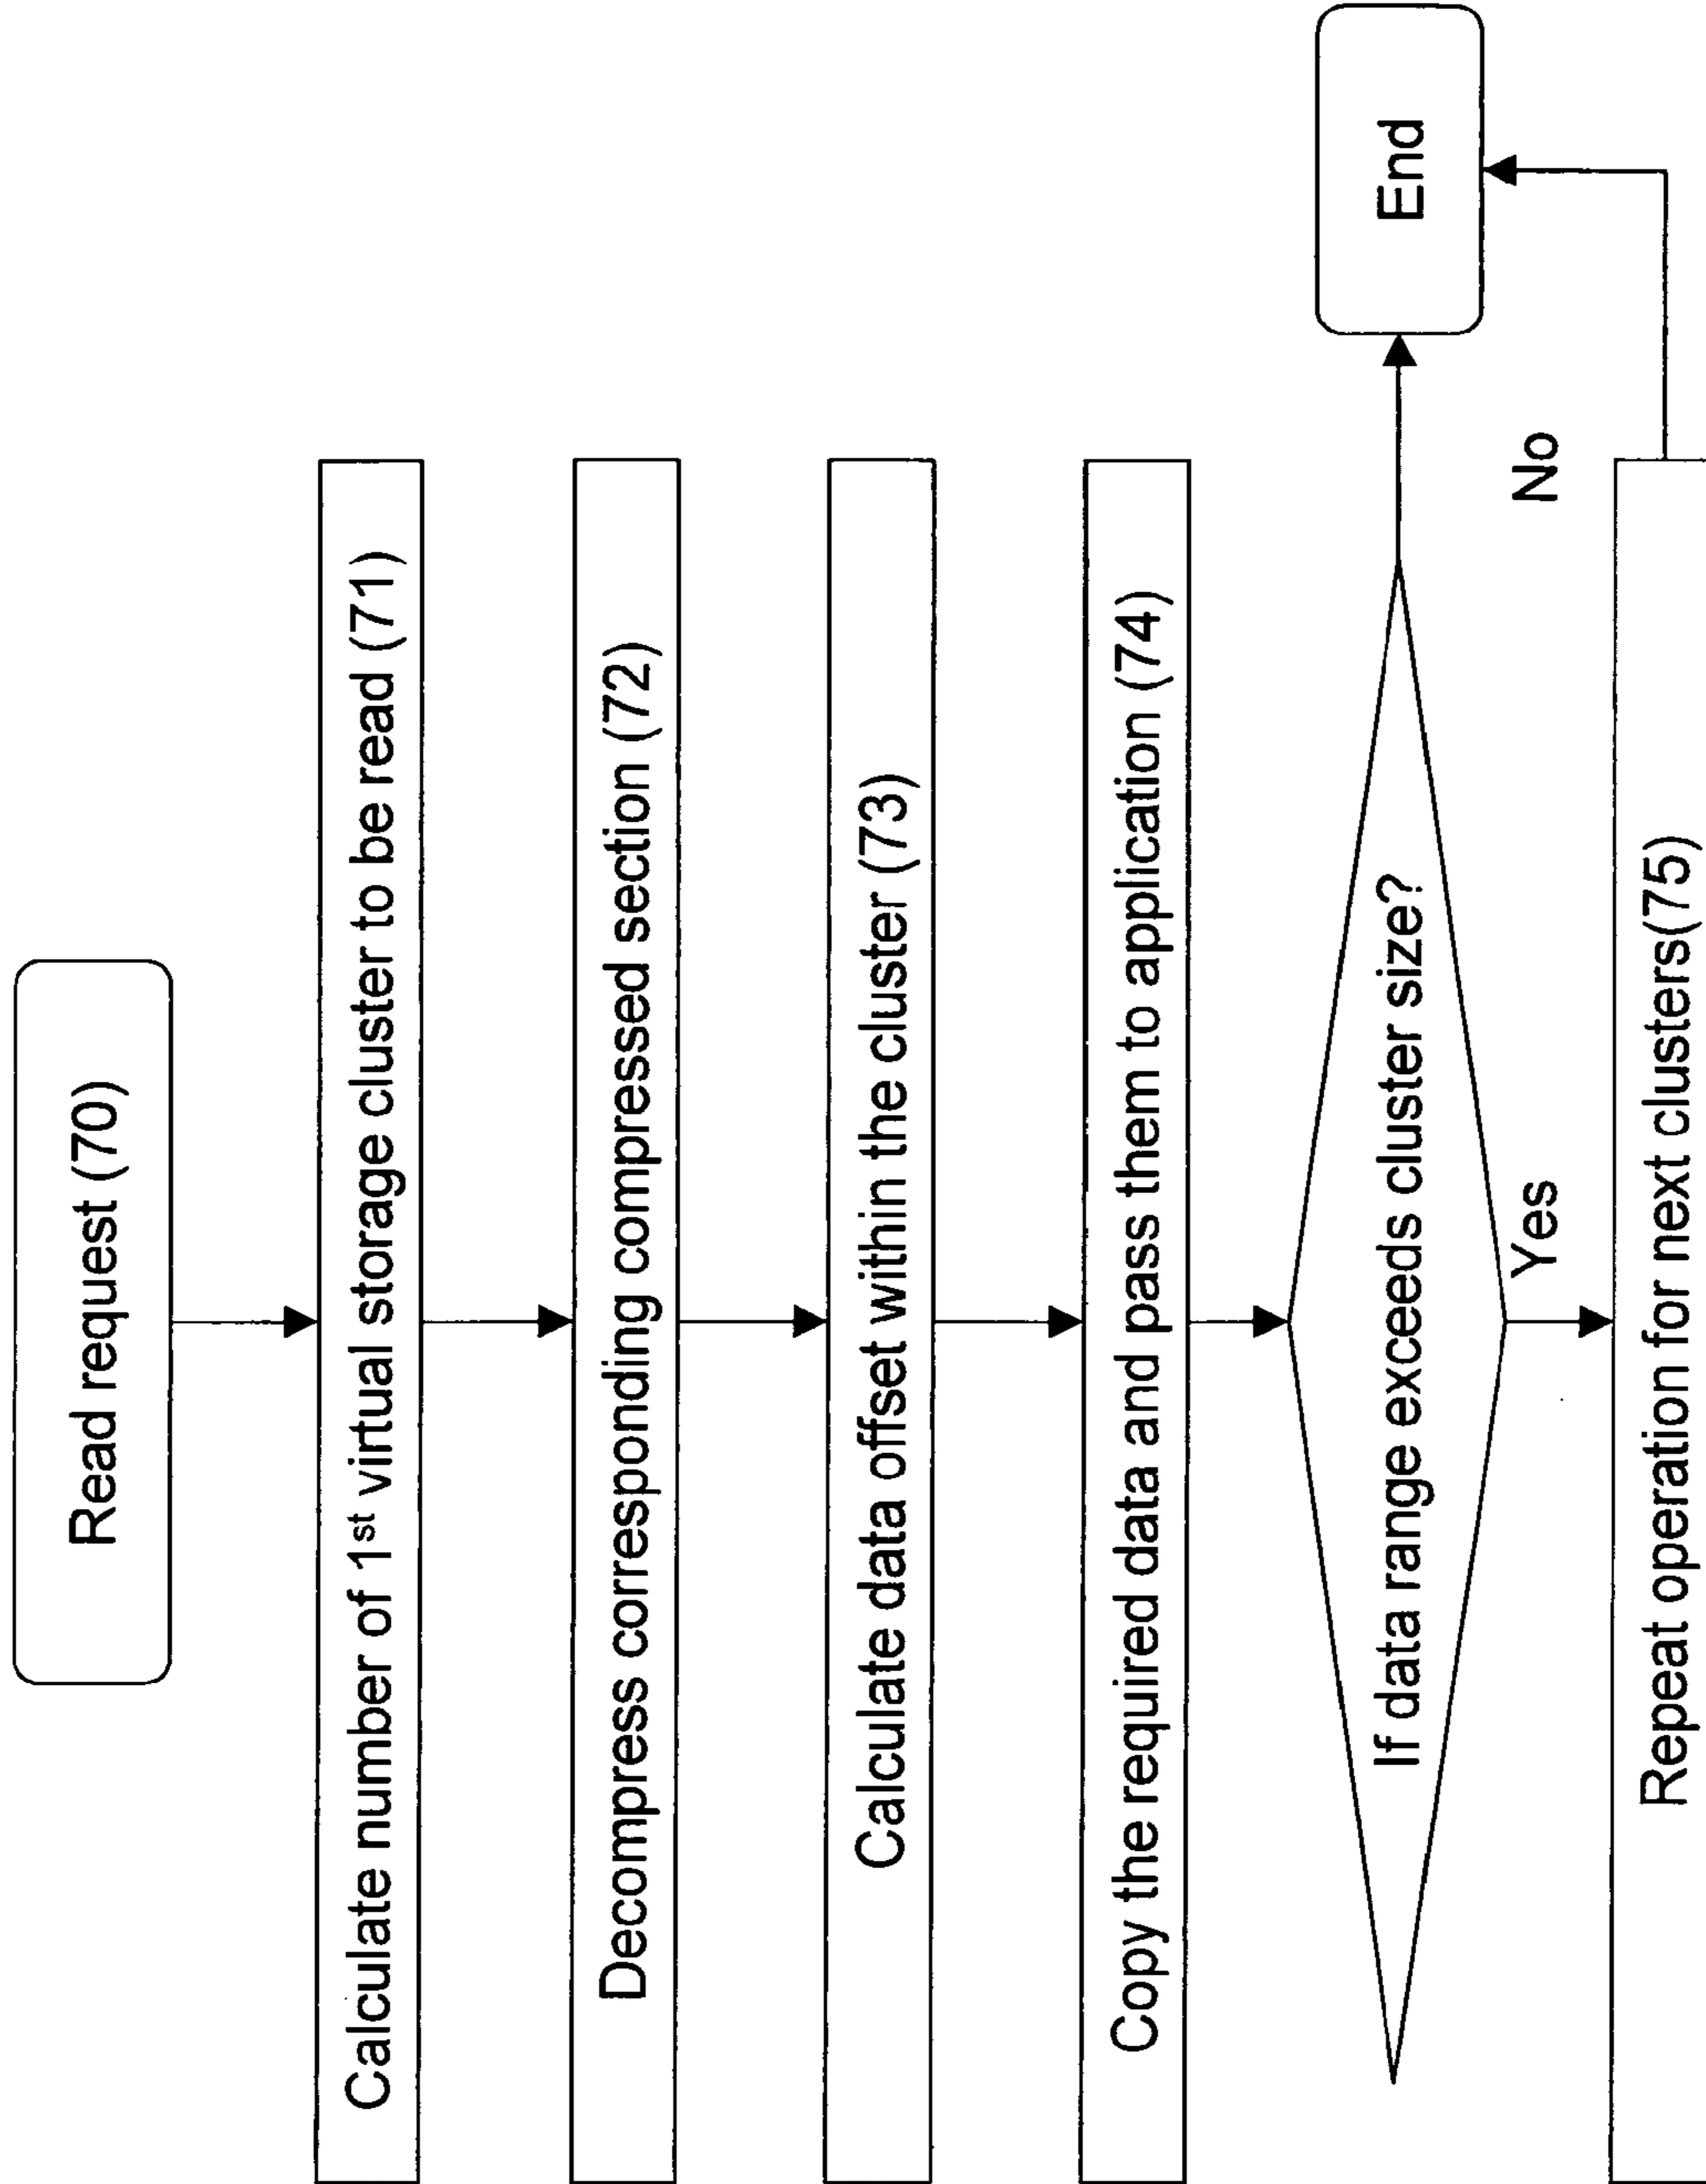 Read request (70)
Calculate number of 1st virtual storage cluster to be read (71)
Decompress corresponding compressed section (72)
Calculate data offset within the cluster (73)
Copy the required data and pass them to application (74)
If data range exceeds cluster size?
End
Yes
No
Repeat operation for next clusters(75)